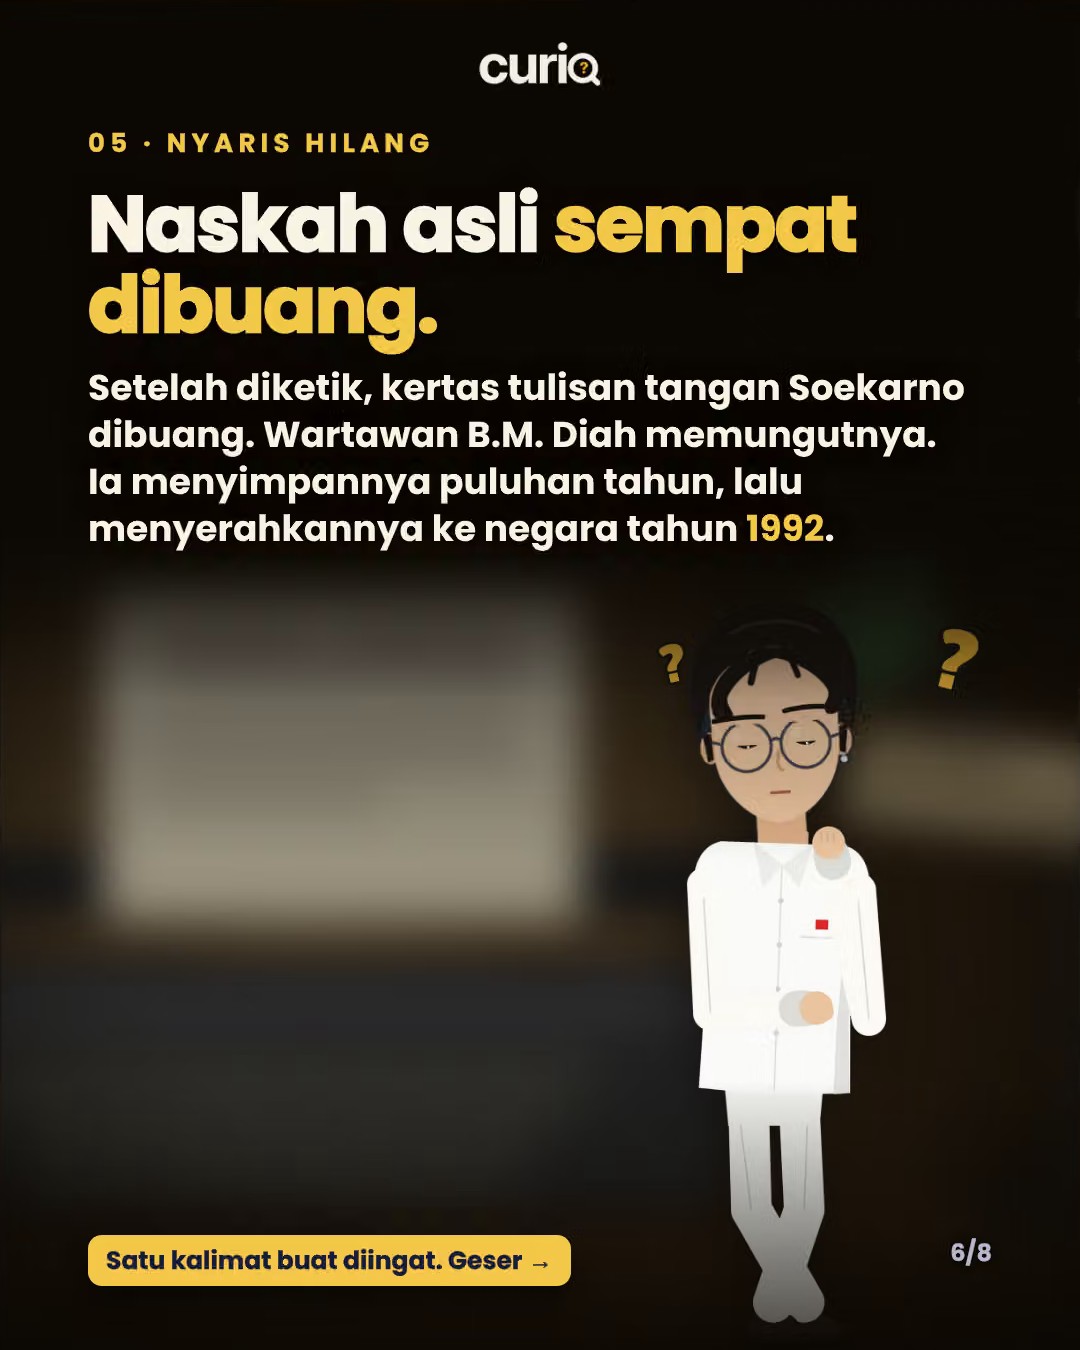 curio
05 · NYARIS HILANG
Naskah asli sempat
dibuang.
Setelah diketik, kertas tulisan tangan Soekarno
dibuang. Wartawan B.M. Diah memungutnya.
Ia menyimpannya puluhan tahun, lalu
menyerahkannya ke negara tahun 1992.
? ?
Satu kalimat buat diingat. Geser →
6/8